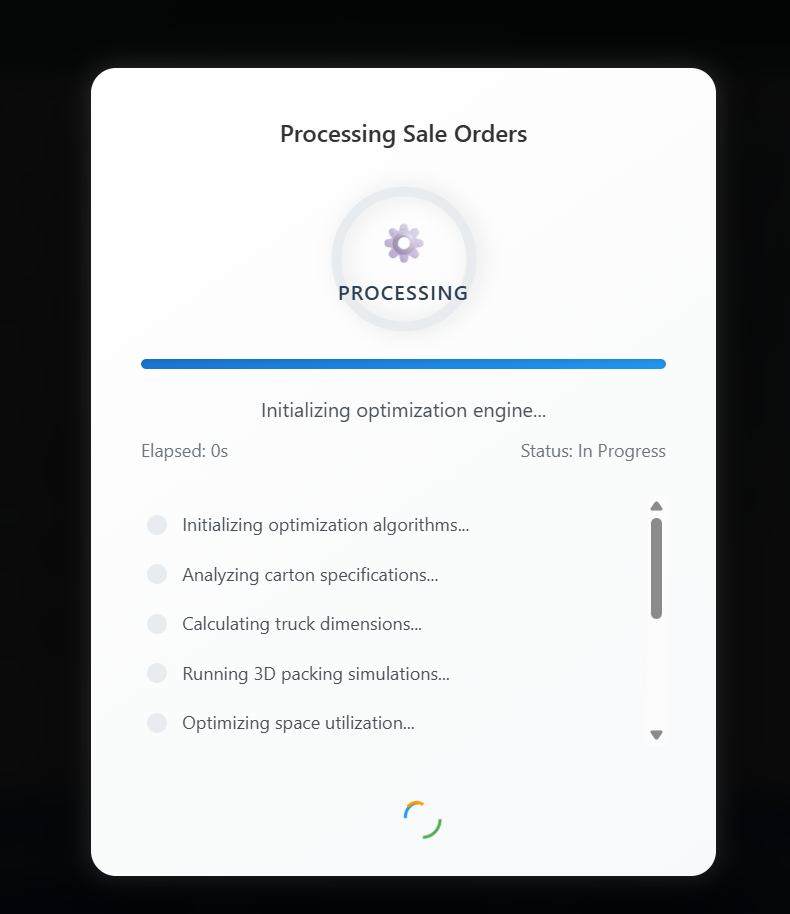 Processing Sale Orders
PROCESSING
Initializing optimization engine...
Elapsed: 0s
Status: In Progress
Initializing optimization algorithms...
Analyzing carton specifications...
Calculating truck dimensions...
Running 3D packing simulations...
Optimizing space utilization...